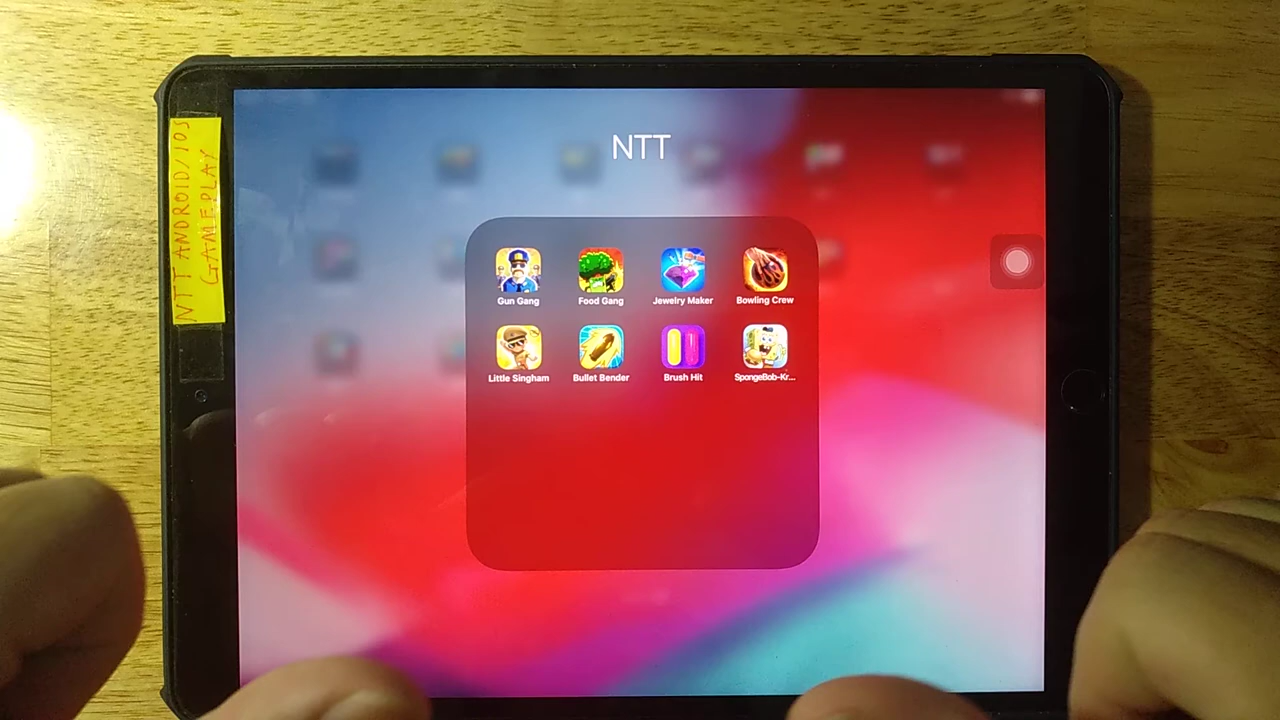 NTT ANDROID/IOS
GAMEPLAY
NTT
Gun Gang
Food Gang
Jewelry Maker
Bowling Crew
Little Singham
Bullet Bender
Brush Hit
SpongeBob-Kr...